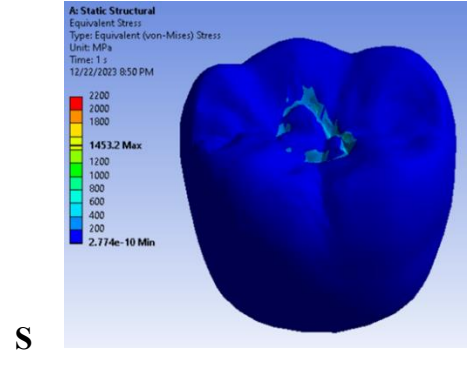 A: Static Structural
Equivalent Stress
Type: Equivalent (von-Mises) Stress
Unit: MPa
Time: 1 s
12/22/2023 8:50 PM
2200
2000
1800
1453.2 Max
1200
1000
800
600
400
200
2.774e-10 Min
S